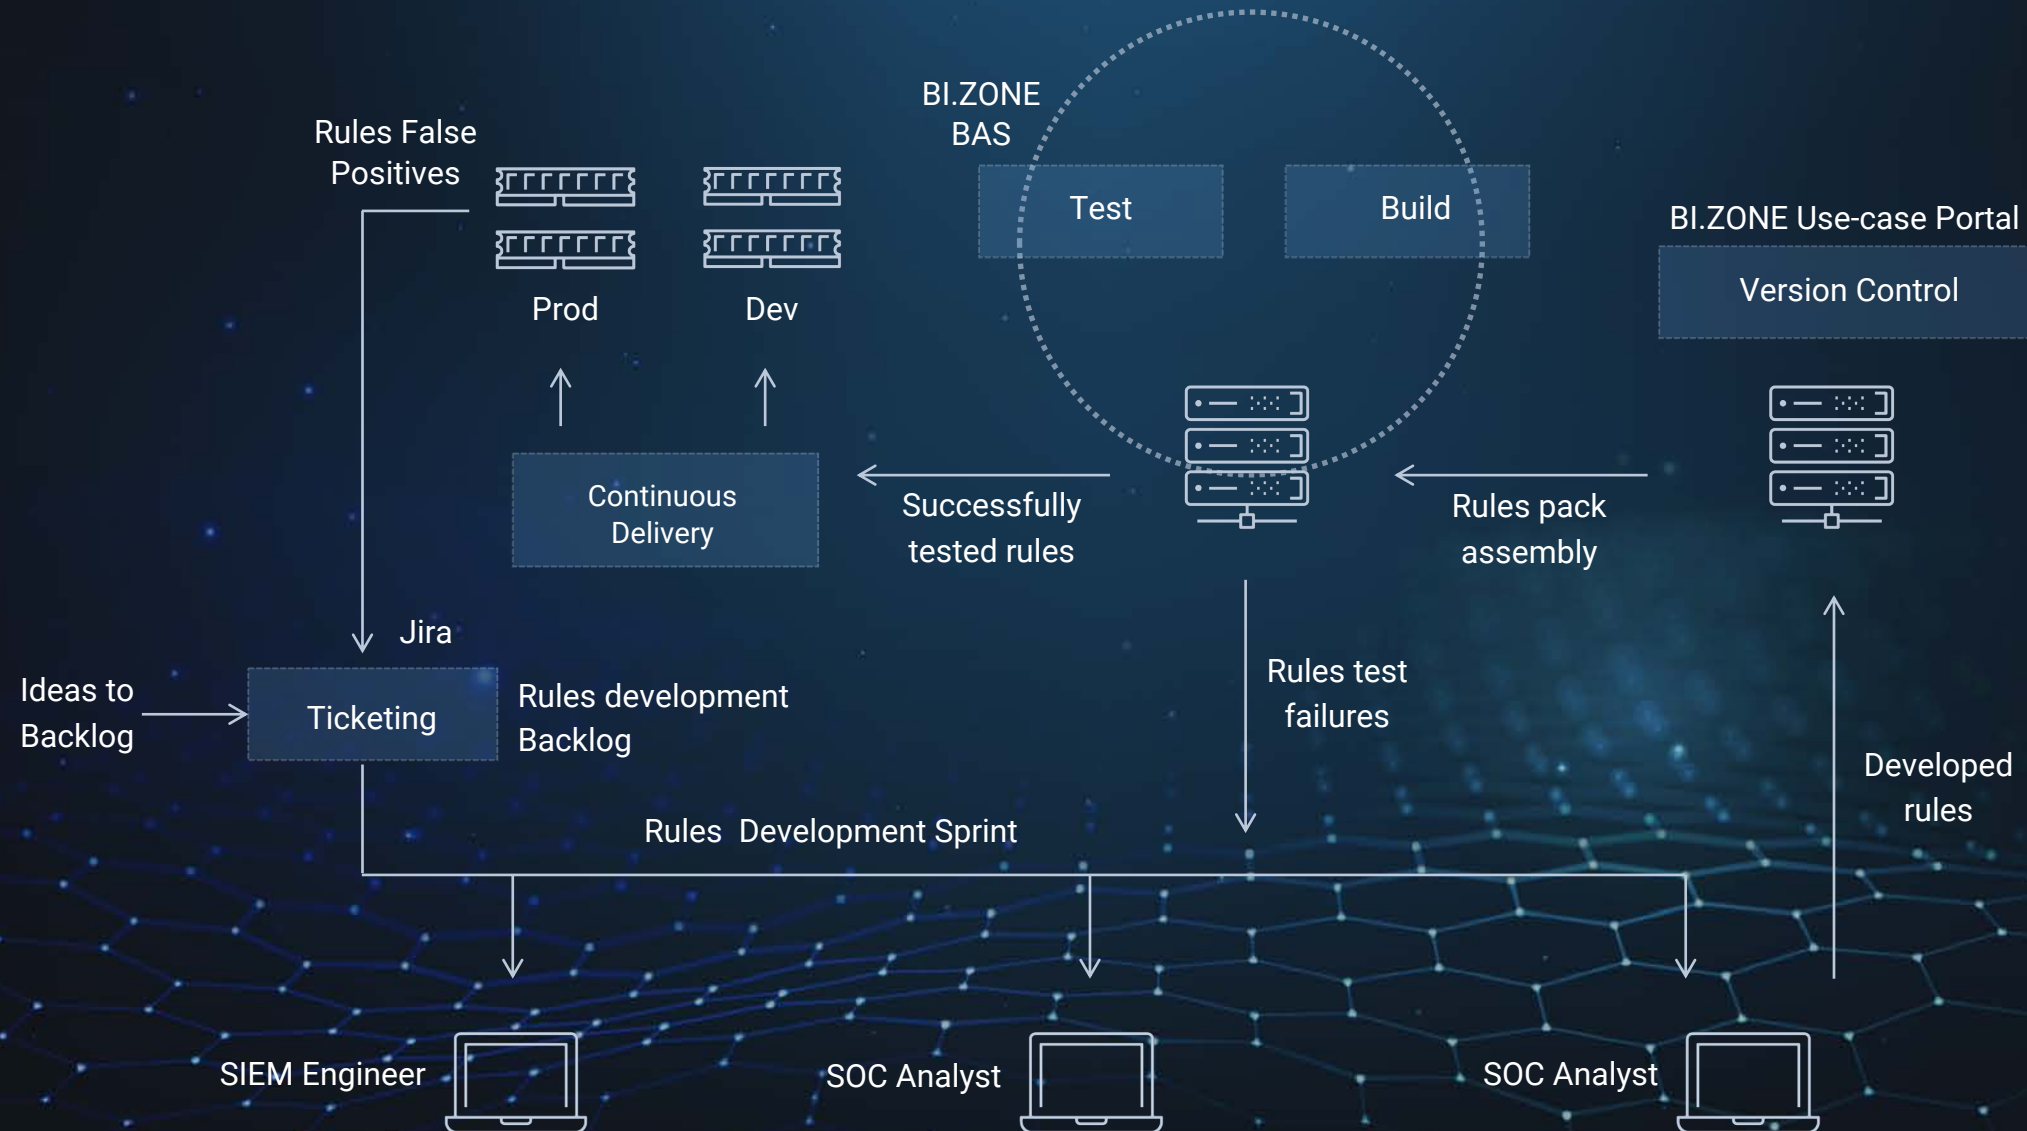 BI.ZONE
BAS
Rules False
Positives
Test
Build
BI.ZONE Use-case Portal
Version Control
Prod
Dev
Continuous
Delivery
Successfully
tested rules
Rules pack
assembly
Jira
Ideas to
Backlog
Ticketing
Rules development
Backlog
Rules test
failures
Developed
rules
Rules  Development Sprint
SIEM Engineer
SOC Analyst
SOC Analyst